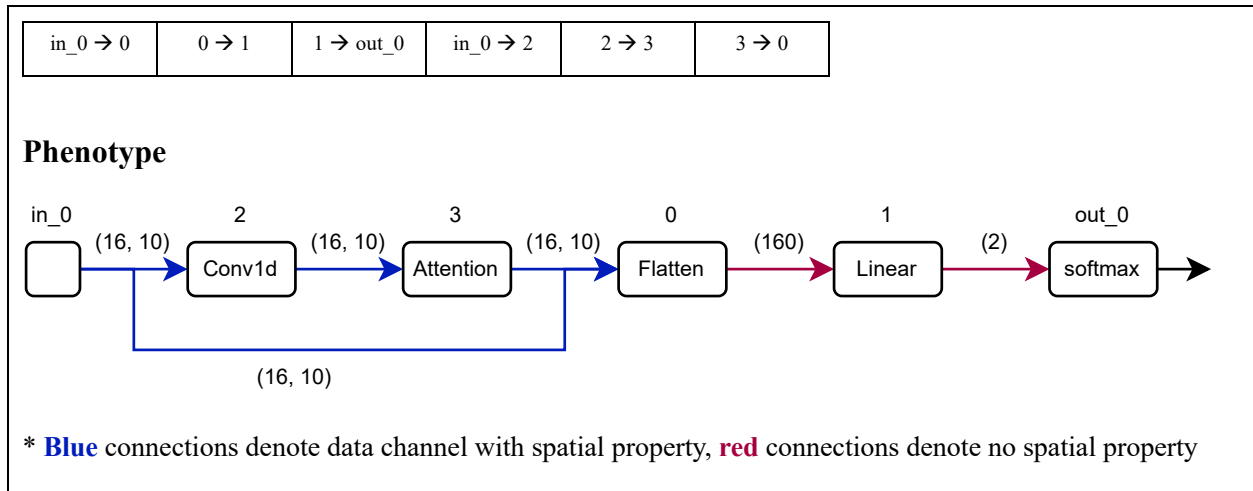 in_0 → 0 0 → 1 1 → out_0 in_0 → 2 2 → 3 3 → 0
Phenotype
in_0 2 3 0 1 out_0
(16, 10) (16, 10) (16, 10) (160) (2)
Conv1d Attention Flatten Linear softmax
(16, 10)
* Blue connections denote data channel with spatial property, red connections denote no spatial property